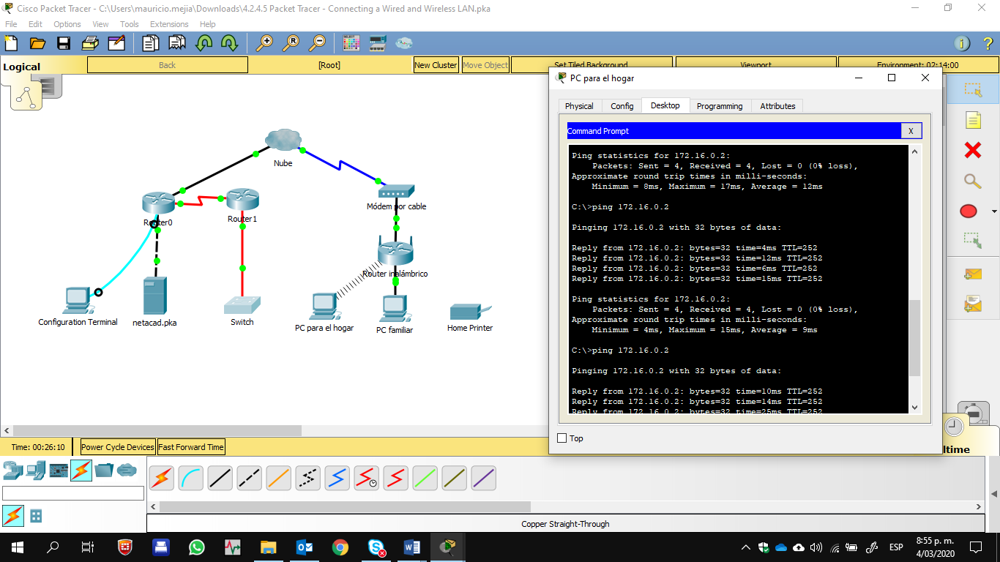 Cisco Packet Tracer - C:\Users\mauricio.mejia\Downloads\4.2.4.5 Packet Tracer - Connecting a Wired and Wireless LAN.pka
File Edit Options View Tools Extensions Help
SELECT
R
Logical
Back
[Root]
New Cluster
Move Object
Set Tiled Background
Viewport
Environment: 02:14:00
Nube
Router0
Router1
Módem por cable
Router inalámbrico
Configuration Terminal
netacad.pka
Switch
PC para el hogar
PC familiar
Home Printer
PC para el hogar
Physical Config Desktop Programming Attributes
Command Prompt
X
Ping statistics for 172.16.0.2:
Packets: Sent = 4, Received = 4, Lost = 0 (0% loss),
Approximate round trip times in milli-seconds:
Minimum = 8ms, Maximum = 17ms, Average = 12ms
C:\>ping 172.16.0.2
Pinging 172.16.0.2 with 32 bytes of data:
Reply from 172.16.0.2: bytes=32 time=4ms TTL=252
Reply from 172.16.0.2: bytes=32 time=12ms TTL=252
Reply from 172.16.0.2: bytes=32 time=6ms TTL=252
Reply from 172.16.0.2: bytes=32 time=15ms TTL=252
Ping statistics for 172.16.0.2:
Packets: Sent = 4, Received = 4, Lost = 0 (0% loss),
Approximate round trip times in milli-seconds:
Minimum = 4ms, Maximum = 15ms, Average = 9ms
C:\>ping 172.16.0.2
Pinging 172.16.0.2 with 32 bytes of data:
Reply from 172.16.0.2: bytes=32 time=10ms TTL=252
Reply from 172.16.0.2: bytes=32 time=14ms TTL=252
Reply from 172.16.0.2: bytes=32 time=25ms TTL=252
Top
Time: 00:26:10
Power Cycle Devices
Fast Forward Time
ltime
Copper Straight-Through
ESP
8:55 p. m.
4/03/2020